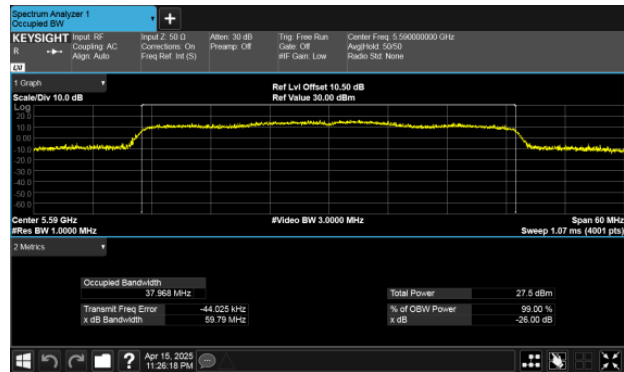 Spectrum Analyzer 1
Occupied BW
+
KEYSIGHT
R
LXI
Input: RF
Coupling: AC
Align: Auto
Input Z: 50 Ω
Corrections: On
Freq Ref: Int (S)
Atten: 30 dB
Preamp: Off
Trig: Free Run
Gate: Off
#IF Gain: Low
Center Freq: 5.590000000 GHz
Avg|Hold: 50/50
Radio Std: None
1 Graph
Scale/Div 10.0 dB
Ref Lvl Offset 10.50 dB
Ref Value 30.00 dBm
Log
20.0
10.0
0.00
-10.0
-20.0
-30.0
-40.0
-50.0
-60.0
Center 5.59 GHz
#Res BW 1.0000 MHz
#Video BW 3.0000 MHz
Span 60 MHz
Sweep 1.07 ms (4001 pts)
2 Metrics
Occupied Bandwidth
37.968 MHz
Transmit Freq Error -44.025 kHz
x dB Bandwidth 59.79 MHz
Total Power 27.5 dBm
% of OBW Power 99.00 %
x dB -26.00 dB
?
Apr 15, 2025
11:26:18 PM